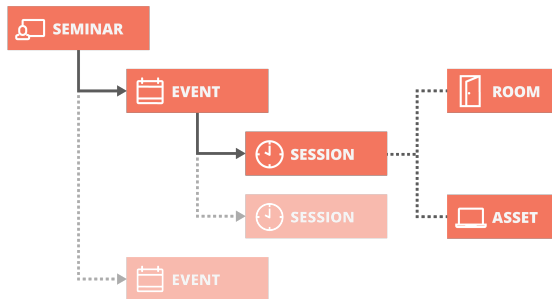 SEMINAR
EVENT
ROOM
SESSION
SESSION
ASSET
EVENT